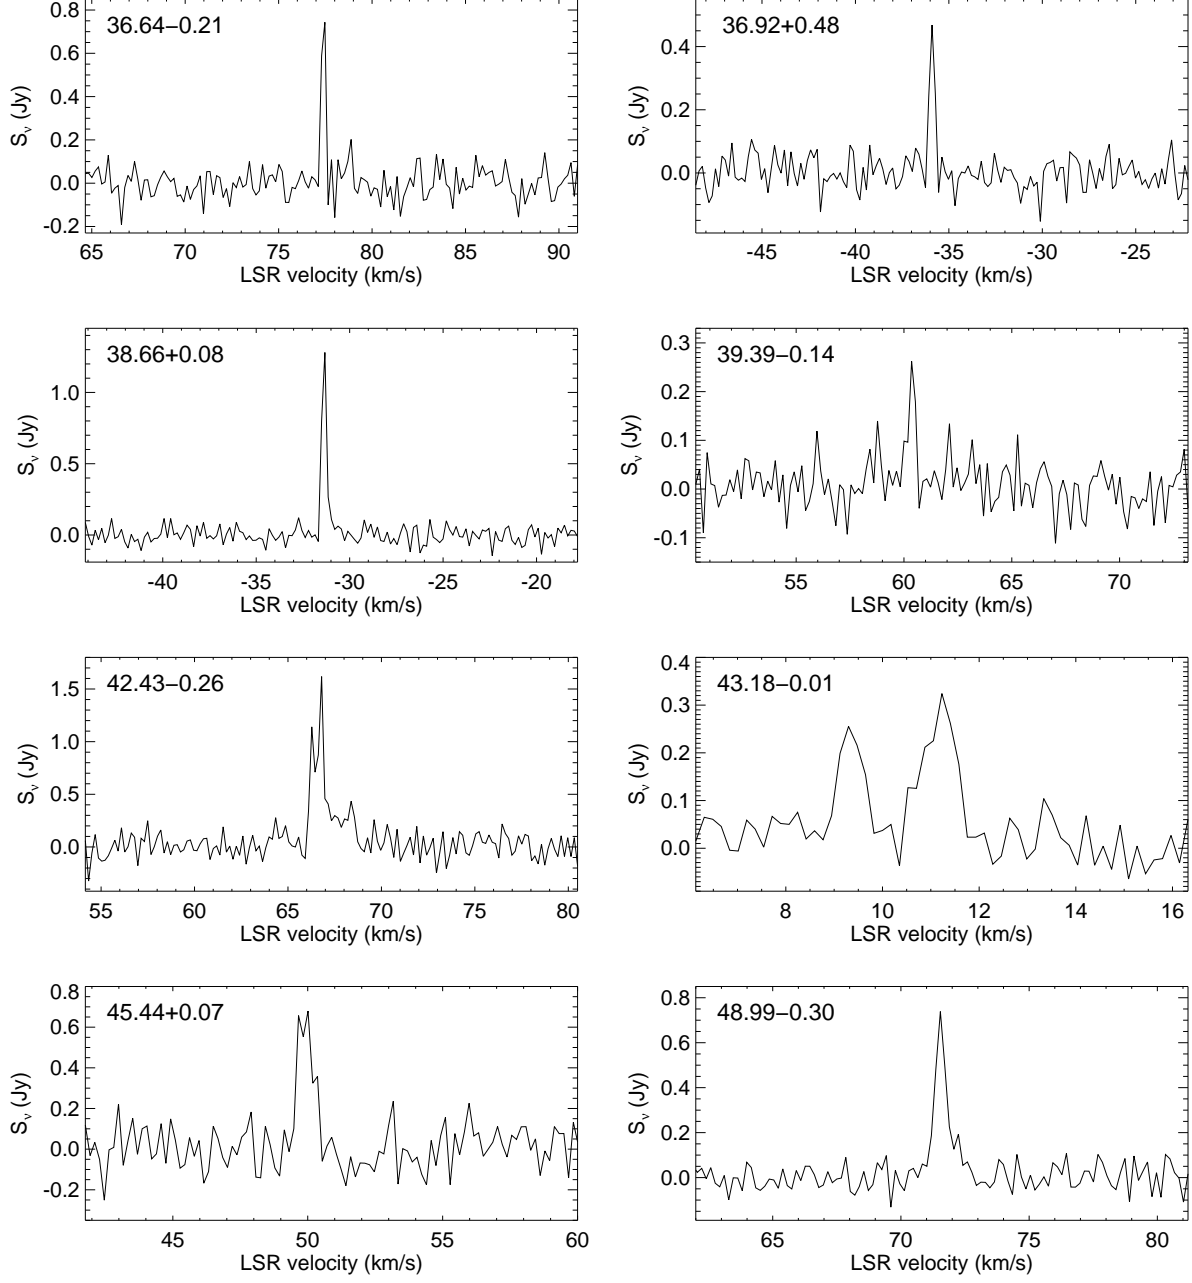 36.64−0.21
0.8
0.6
0.4
0.2
0.0
-0.2
S_ν (Jy)
65 70 75 80 85 90
LSR velocity (km/s)
36.92+0.48
0.4
0.2
0.0
S_ν (Jy)
-45 -40 -35 -30 -25
LSR velocity (km/s)
38.66+0.08
1.0
0.5
0.0
S_ν (Jy)
-40 -35 -30 -25 -20
LSR velocity (km/s)
39.39−0.14
0.3
0.2
0.1
0.0
-0.1
S_ν (Jy)
55 60 65 70
LSR velocity (km/s)
42.43−0.26
1.5
1.0
0.5
0.0
S_ν (Jy)
55 60 65 70 75 80
LSR velocity (km/s)
43.18−0.01
0.4
0.3
0.2
0.1
0.0
S_ν (Jy)
8 10 12 14 16
LSR velocity (km/s)
45.44+0.07
0.8
0.6
0.4
0.2
0.0
-0.2
S_ν (Jy)
45 50 55 60
LSR velocity (km/s)
48.99−0.30
0.8
0.6
0.4
0.2
0.0
S_ν (Jy)
65 70 75 80
LSR velocity (km/s)